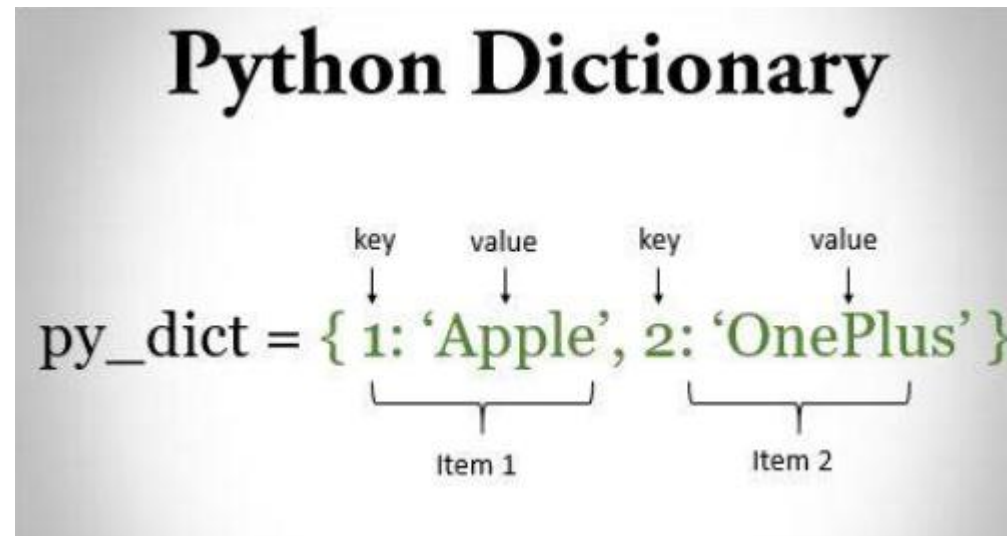 Python Dictionary
key value key value
py_dict = { 1: ‘Apple’, 2: ‘OnePlus’ }
Item 1 Item 2